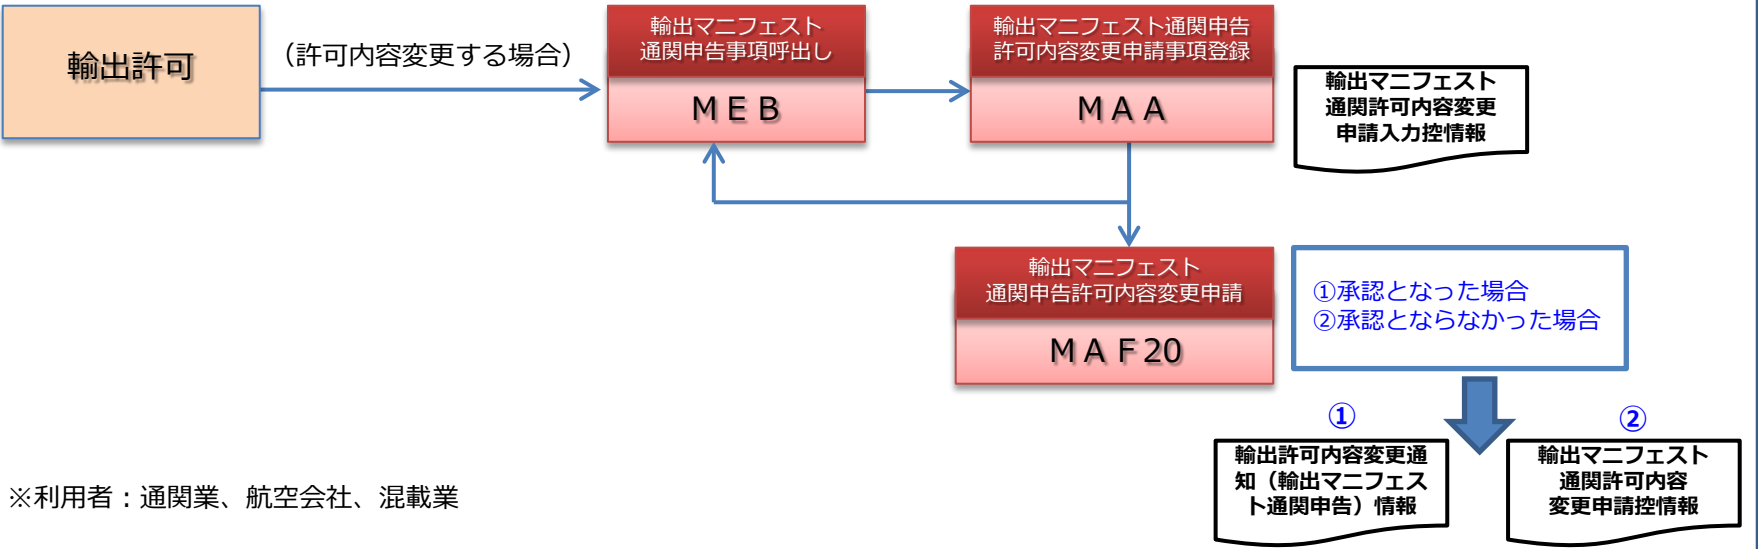 輸出許可
（許可内容変更する場合）
輸出マニフェスト
通関申告事項呼出し
ＭＥＢ
輸出マニフェスト通関申告
許可内容変更申請事項登録
ＭＡＡ
輸出マニフェスト
通関許可内容変更
申請入力控情報
輸出マニフェスト
通関申告許可内容変更申請
ＭＡＦ20
①承認となった場合
②承認とならなかった場合
①
②
輸出許可内容変更通
知（輸出マニフェス
ト通関申告）情報
輸出マニフェスト
通関許可内容
変更申請控情報
※利用者：通関業、航空会社、混載業